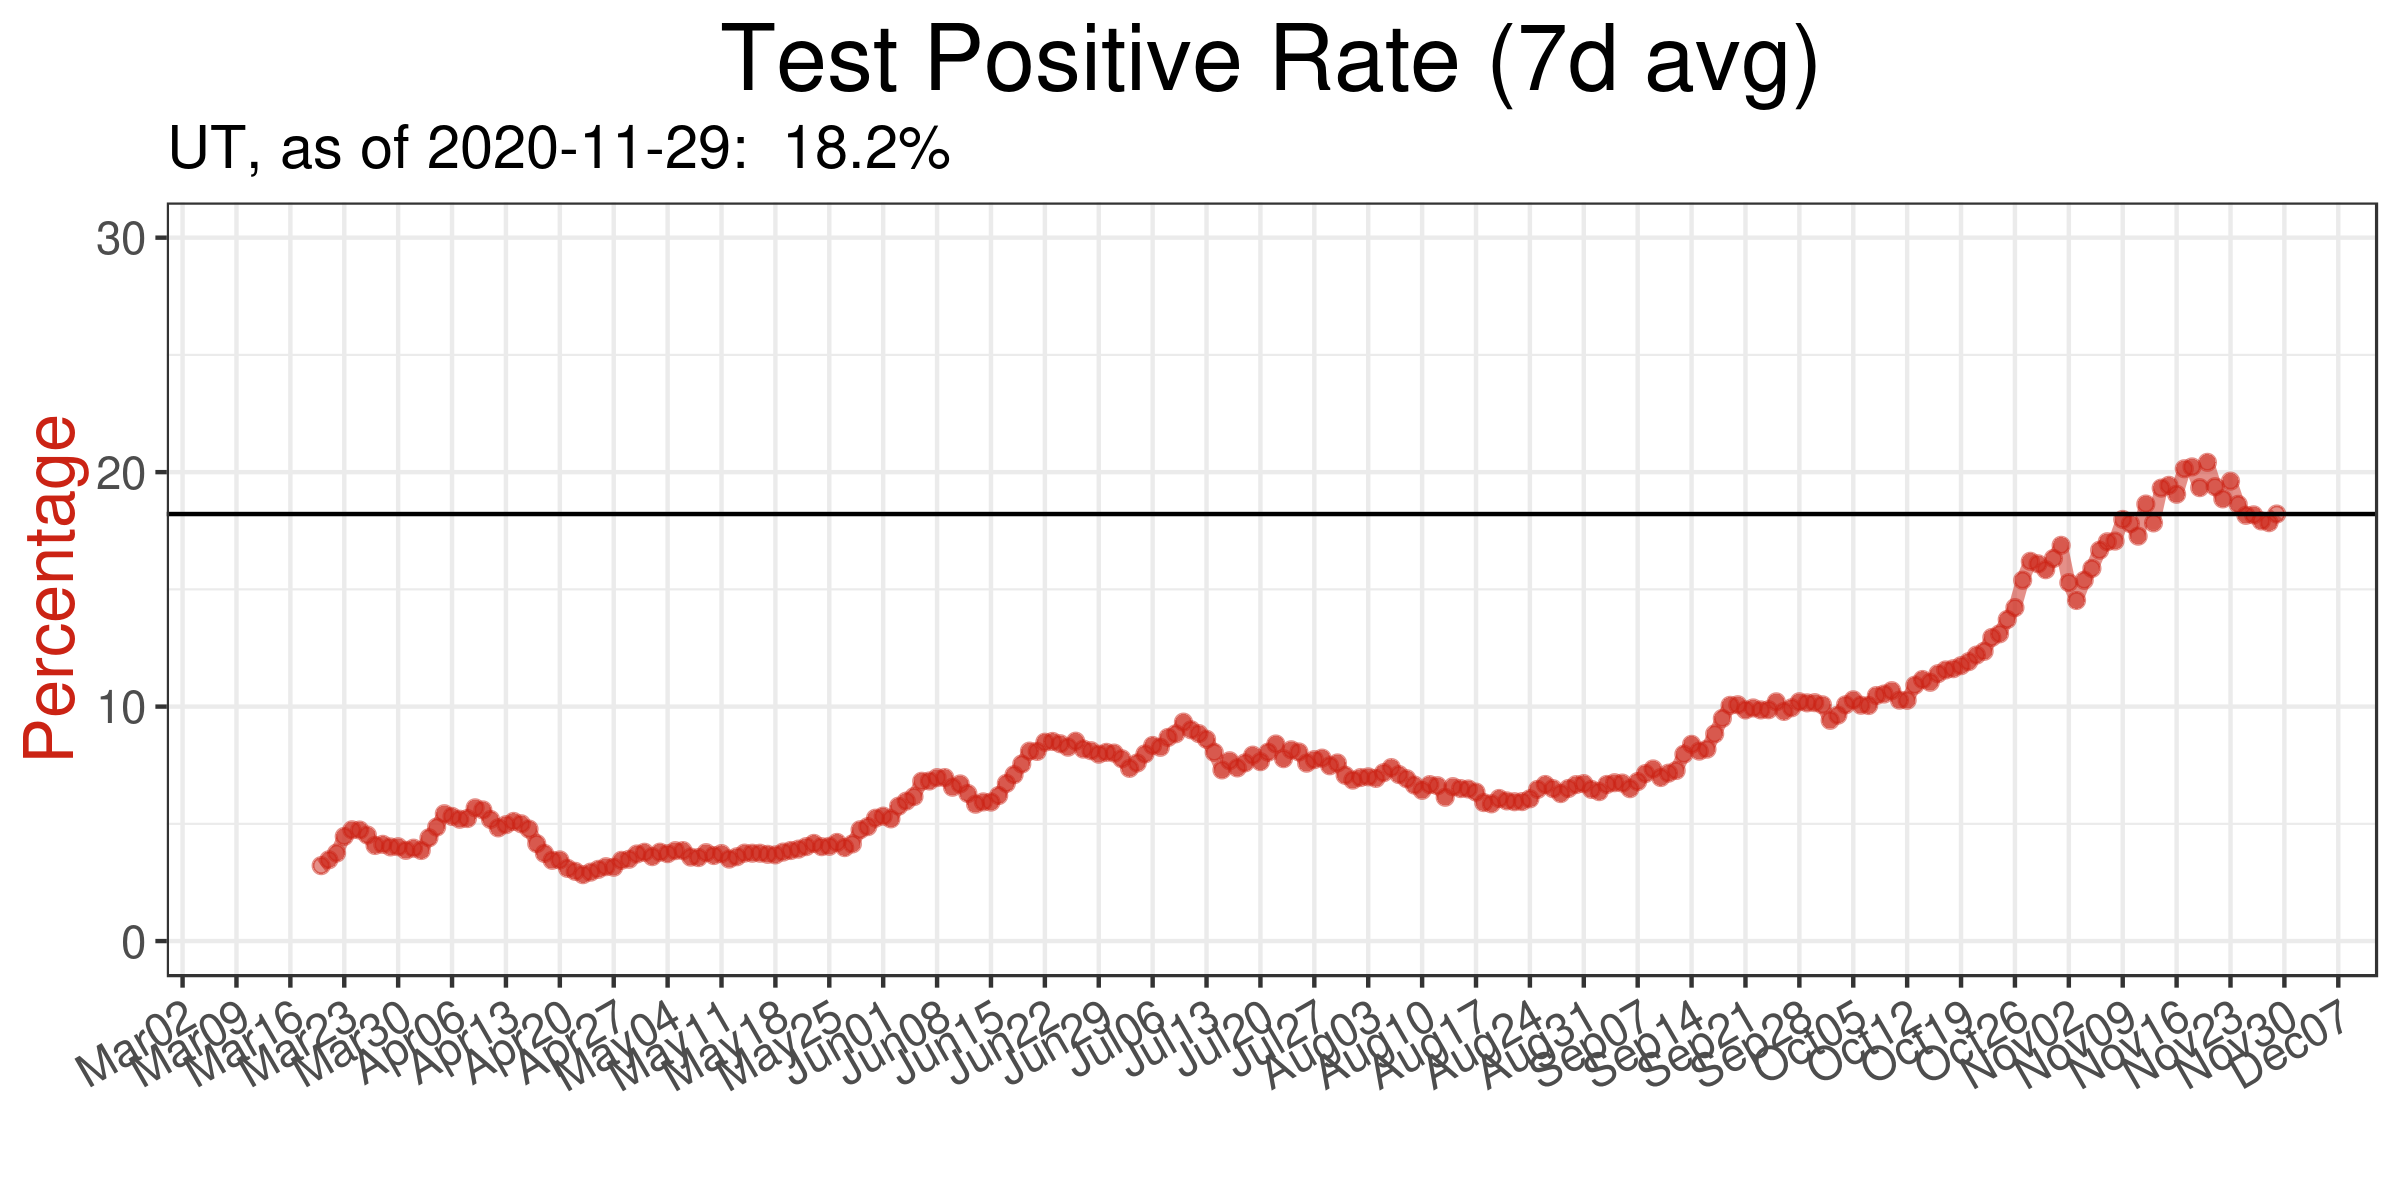 Test Positive Rate (7d avg)
UT, as of 2020-11-29:  18.2%
Percentage
30
20
10
0
Mar02
Mar09
Mar16
Mar23
Mar30
Apr06
Apr13
Apr20
Apr27
May04
May11
May18
May25
Jun01
Jun08
Jun15
Jun22
Jun29
Jul06
Jul13
Jul20
Jul27
Aug03
Aug10
Aug17
Aug24
Aug31
Sep07
Sep14
Sep21
Sep28
Oct05
Oct12
Oct19
Oct26
Nov02
Nov09
Nov16
Nov23
Nov30
Dec07